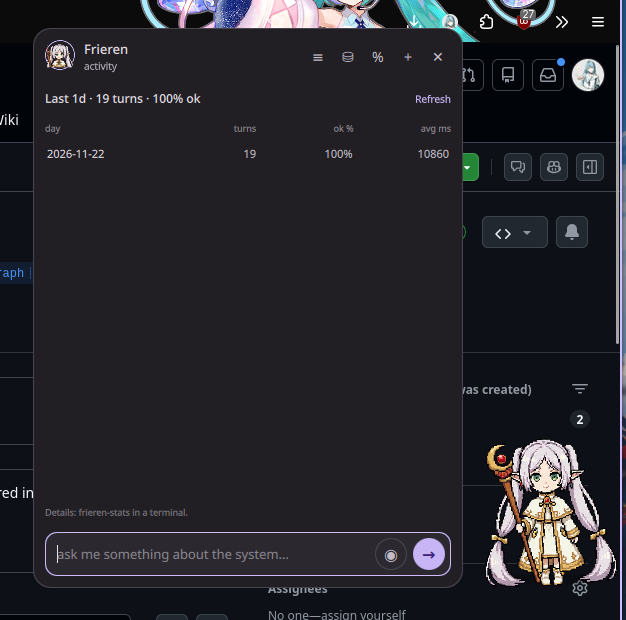 27
Frieren
activity
%
Last 1d · 19 turns · 100% ok
Refresh
day turns ok % avg ms
2026-11-22 19 100% 10860
Details: frieren-stats in a terminal.
ask me something about the system...
Wiki
raph
was created)
2
red in
Assignees
No one—assign yourself